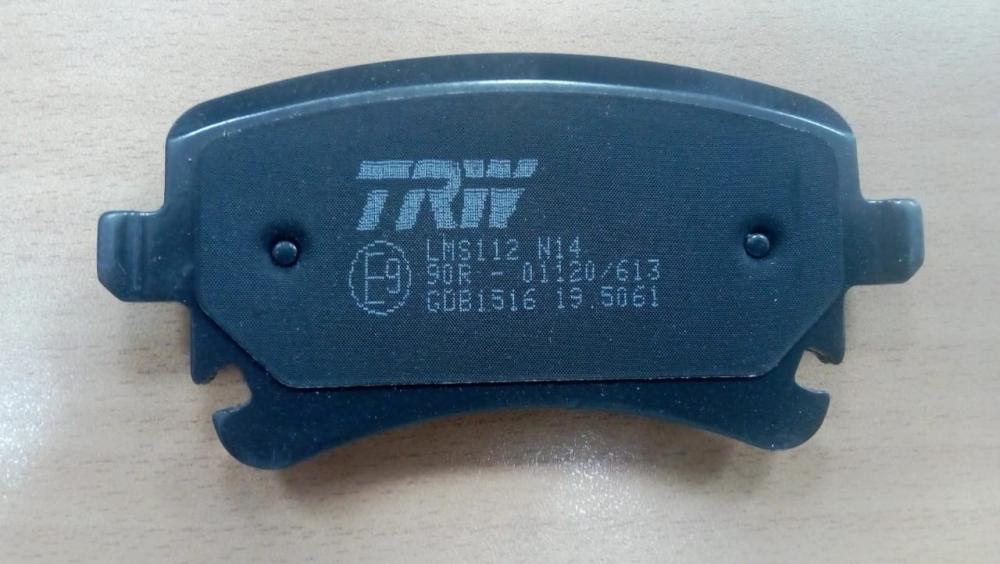 TRW
LMS112 N14
E9 90R - 01120/613
GDB1516 19.5061